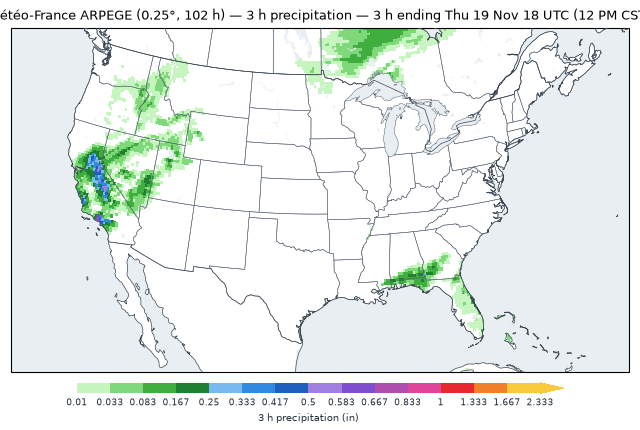 étéo-France ARPEGE (0.25°, 102 h) — 3 h precipitation — 3 h ending Thu 19 Nov 18 UTC (12 PM CS
0.01 0.033 0.083 0.167 0.25 0.333 0.417 0.5 0.583 0.667 0.833 1 1.333 1.667 2.333
3 h precipitation (in)